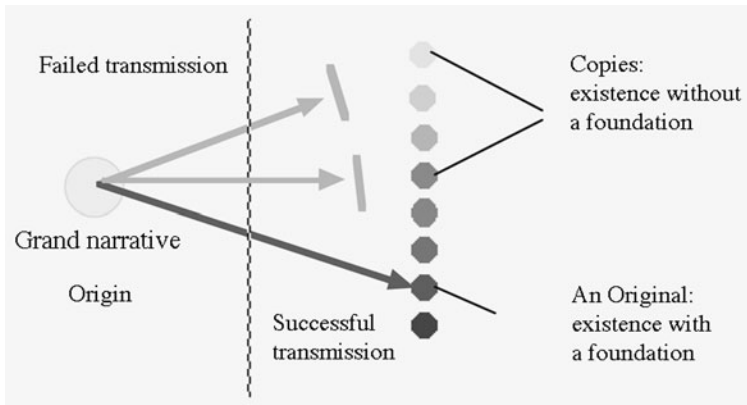 Failed transmission
Grand narrative
Origin
Successful
transmission
Copies:
existence without
a foundation
An Original:
existence with
a foundation